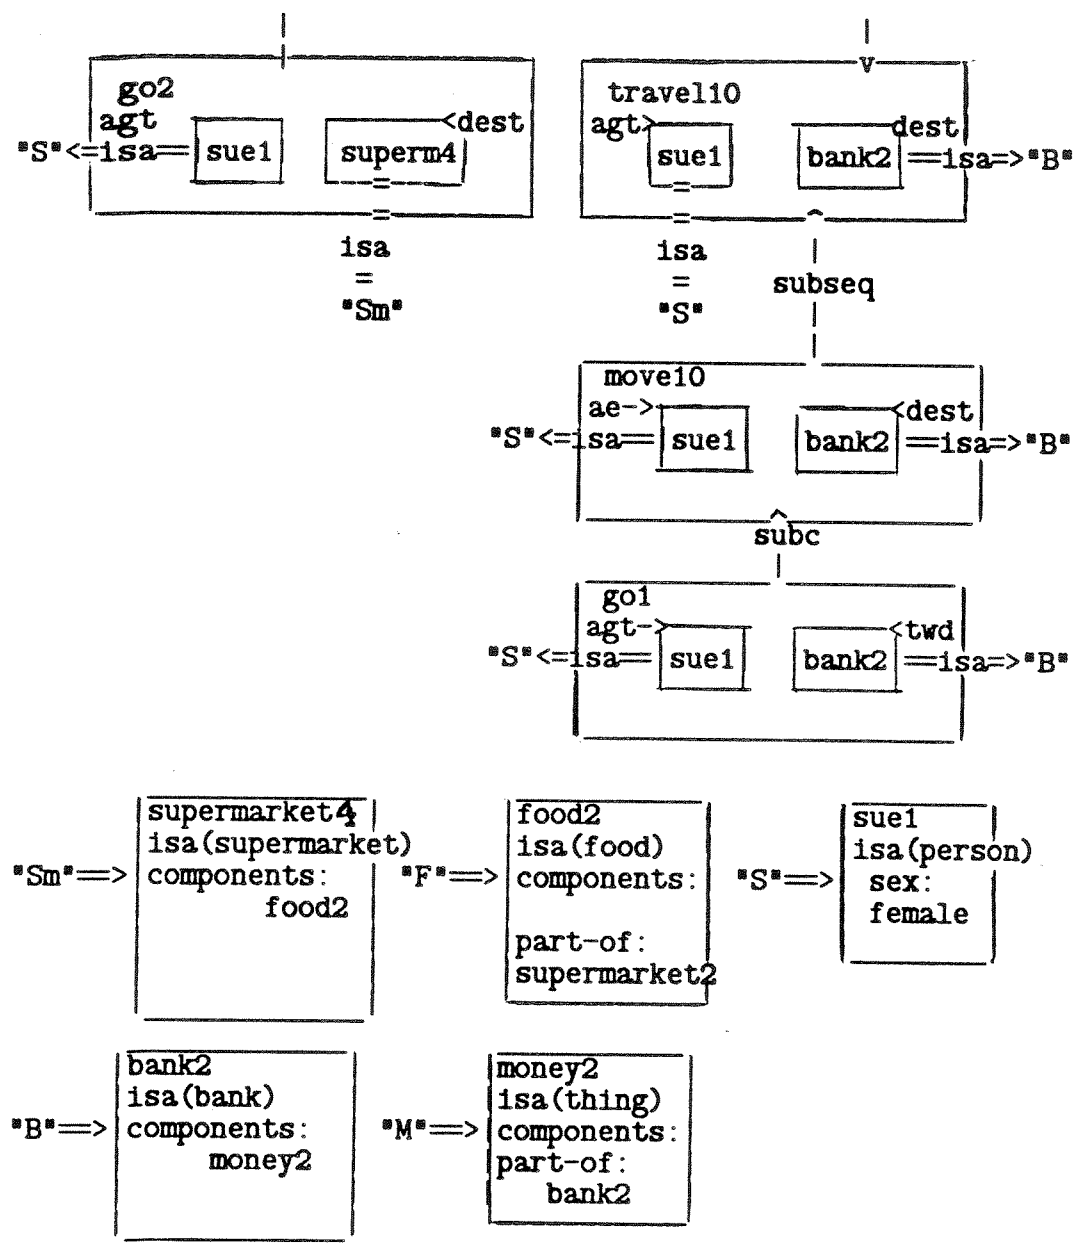 go2
agt <dest
"S"<=isa== sue1 superm4
isa
=
"Sm"
travel10
agt> dest
sue1 bank2 ==isa=>"B"
isa
=
"S"
subseq
move10
ae-> <dest
"S"<=isa== sue1 bank2 ==isa=>"B"
subc
go1
agt-> <twd
"S"<=isa== sue1 bank2 ==isa=>"B"
"Sm"==>
supermarket4
isa(supermarket)
components:
food2
"F"==>
food2
isa(food)
components:
part-of:
supermarket2
"S"==>
sue1
isa(person)
sex:
female
"B"==>
bank2
isa(bank)
components:
money2
"M"==>
money2
isa(thing)
components:
part-of:
bank2